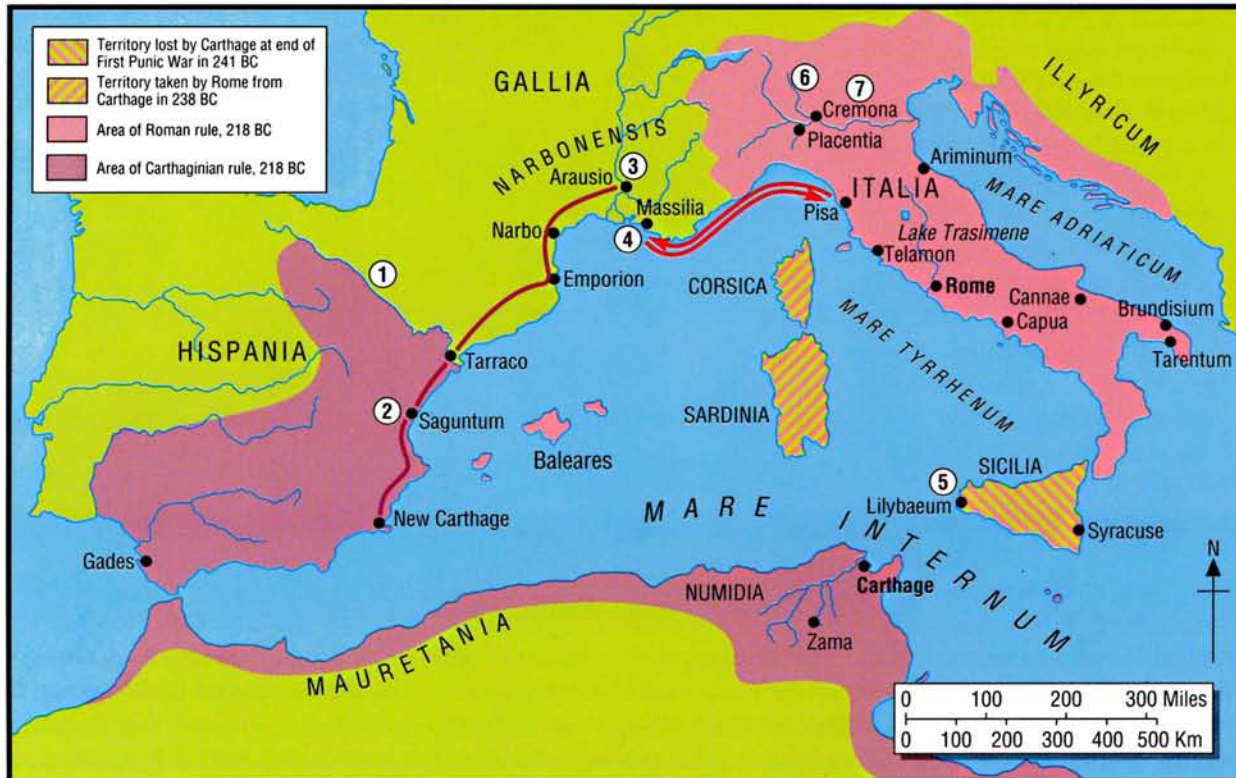 Territory lost by Carthage at end of
First Punic War in 241 BC
Territory taken by Rome from
Carthage in 238 BC
Area of Roman rule, 218 BC
Area of Carthaginian rule, 218 BC
GALLIA
NARBONENSIS
ILLYRICUM
6
7
Cremona
Placentia
3
Arausio
Massilia
Narbo
4
Ariminum
ITALIA
Pisa
MARE ADRIATICUM
Lake Trasimene
Telamon
1
Emporion
CORSICA
Rome
Cannae
Brundisium
Capua
Tarentum
HISPANIA
Tarraco
MARE TYRRHENUM
2
Saguntum
SARDINIA
Baleares
SICILIA
5
Lilybaeum
Syracuse
MARE INTERNUM
New Carthage
Gades
NUMIDIA
Carthage
Zama
MAURETANIA
N
0 100 200 300 Miles
0 100 200 300 400 500 Km